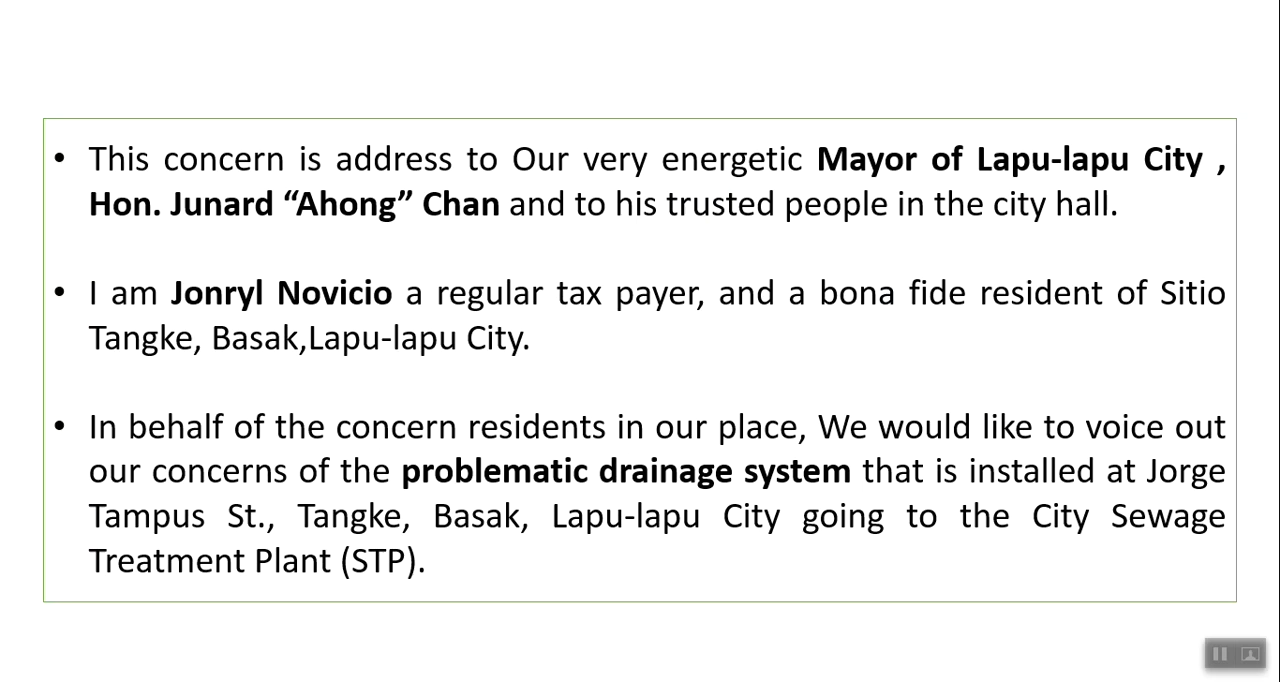 • This concern is address to Our very energetic Mayor of Lapu-lapu City ,
Hon. Junard “Ahong” Chan and to his trusted people in the city hall.
• I am Jonryl Novicio a regular tax payer, and a bona fide resident of Sitio
Tangke, Basak,Lapu-lapu City.
• In behalf of the concern residents in our place, We would like to voice out
our concerns of the problematic drainage system that is installed at Jorge
Tampus St., Tangke, Basak, Lapu-lapu City going to the City Sewage
Treatment Plant (STP).